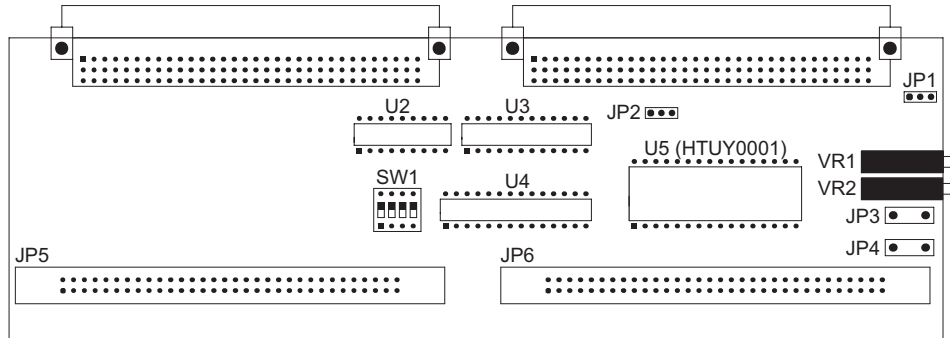 JP1
U2
U3
JP2
U5 (HTUY0001)
VR1
SW1
U4
VR2
JP3
JP4
JP5
JP6